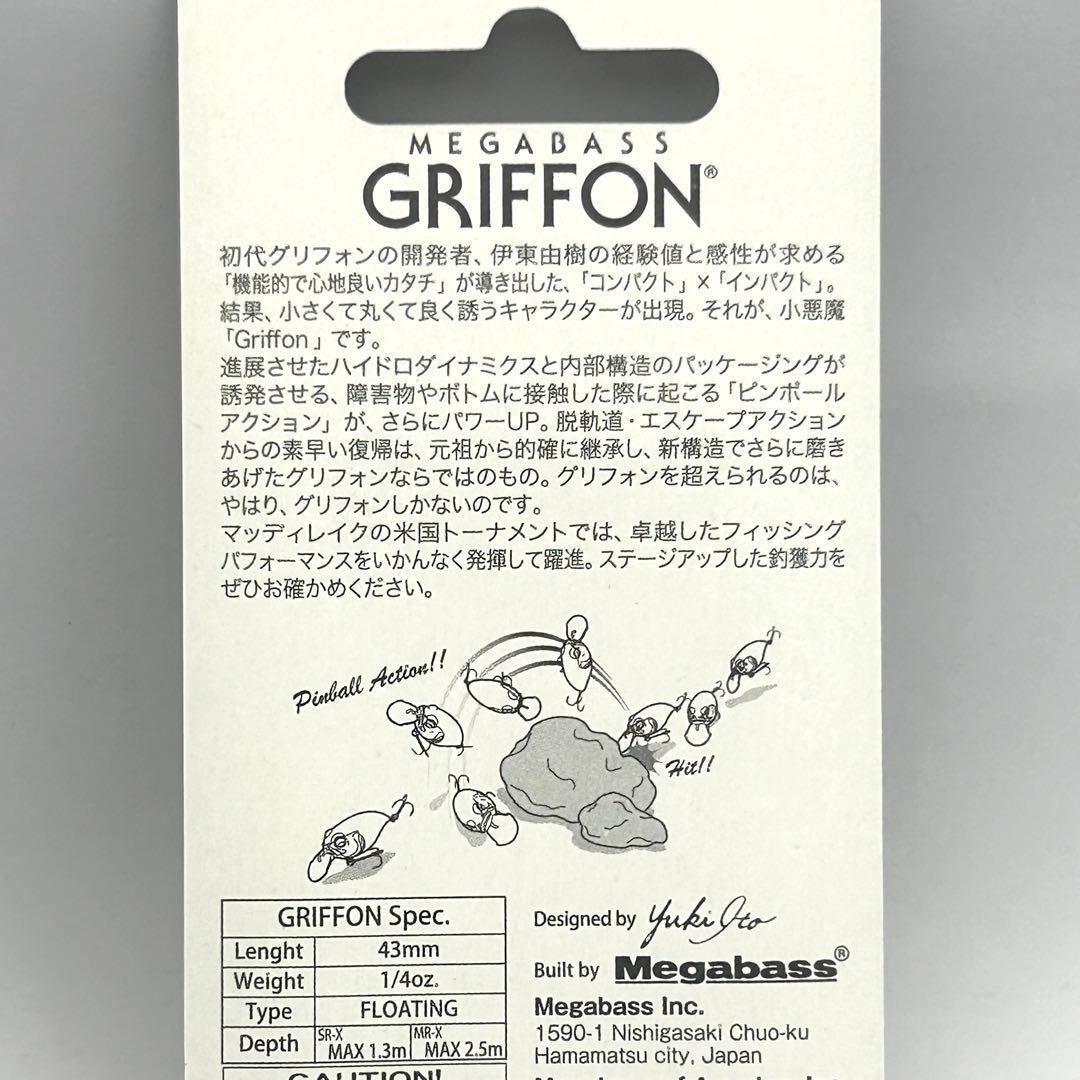 MEGABASS
GRIFFON®
初代グリフォンの開発者、伊東由樹の経験値と感性が求める
「機能的で心地良いカタチ」が導き出した、「コンパクト」×「インパクト」。
結果、小さくて丸くて良く誘うキャラクターが出現。それが、小悪魔
「Griffon」です。
進展させたハイドロダイナミクスと内部構造のパッケージングが
誘発させる、障害物やボトムに接触した際に起こる「ピンボール
アクション」が、さらにパワーUP。脱軌道・エスケープアクション
からの素早い復帰は、元祖から的確に継承し、新構造でさらに磨き
あげたグリフォンならではのもの。グリフォンを超えられるのは、
やはり、グリフォンしかないのです。
マッディレイクの米国トーナメントでは、卓越したフィッシング
パフォーマンスをいかんなく発揮して躍進。ステージアップした釣獲力を
ぜひお確かめください。
Pinball Action!!
Hit!!
GRIFFON Spec.
Lenght 43mm
Weight 1/4oz.
Type FLOATING
Depth SR-X MAX 1.3m MR-X MAX 2.5m
CAUTION!
Designed by Yuki Ito
Built by Megabass®
Megabass Inc.
1590-1 Nishigasaki Chuo-ku
Hamamatsu city, Japan